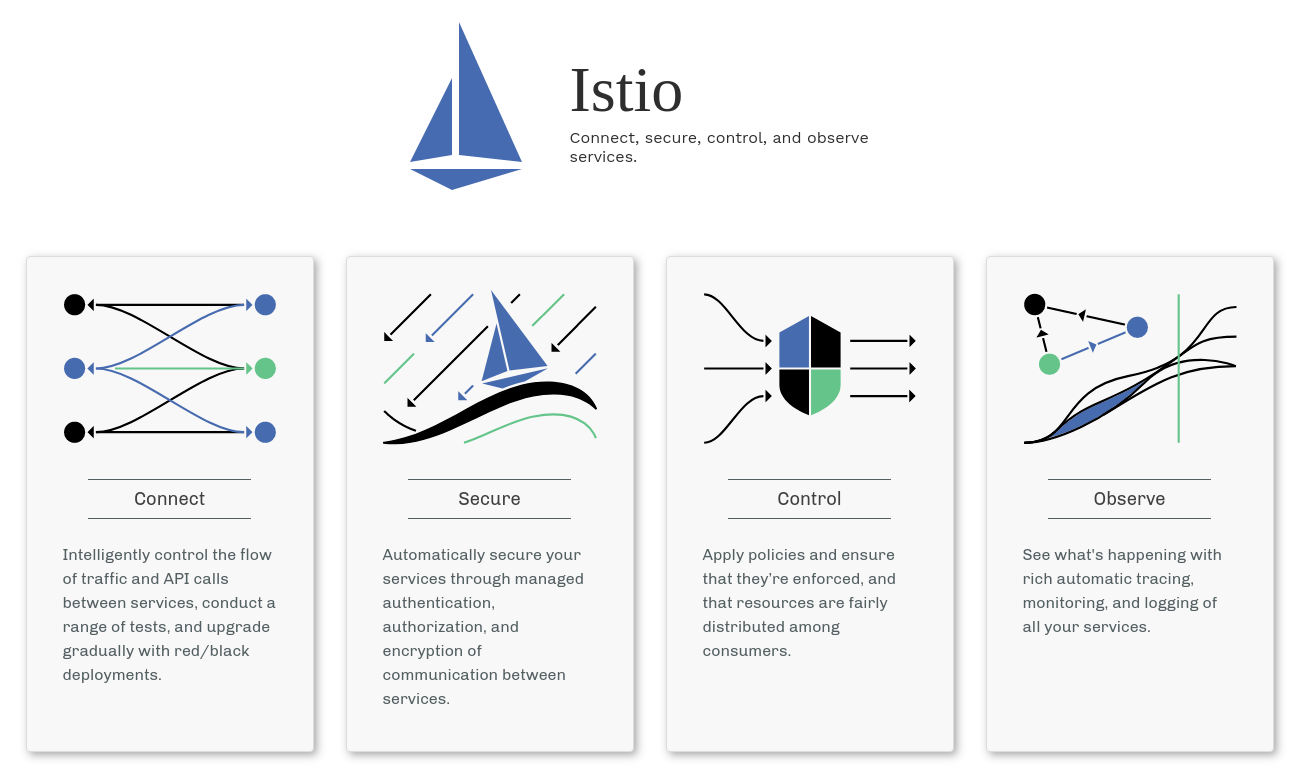 Istio
Connect, secure, control, and observe
services.
Connect
Intelligently control the flow
of traffic and API calls
between services, conduct a
range of tests, and upgrade
gradually with red/black
deployments.
Secure
Automatically secure your
services through managed
authentication,
authorization, and
encryption of
communication between
services.
Control
Apply policies and ensure
that they're enforced, and
that resources are fairly
distributed among
consumers.
Observe
See what's happening with
rich automatic tracing,
monitoring, and logging of
all your services.